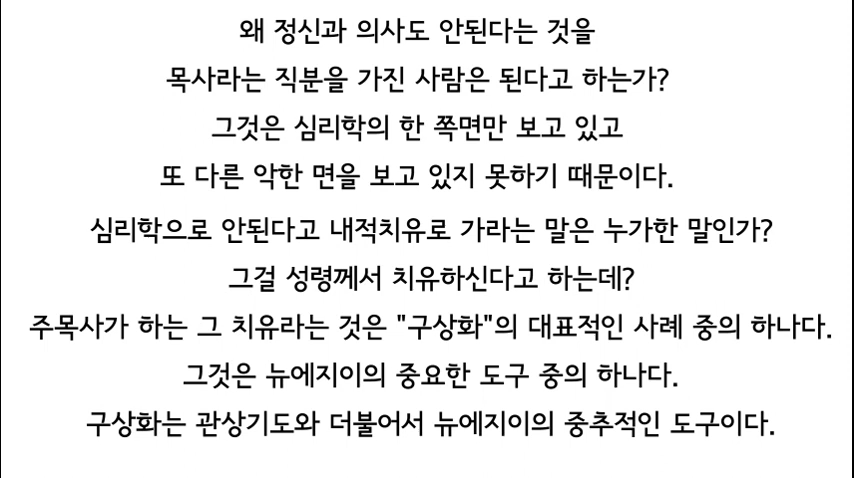 왜 정신과 의사도 안된다는 것을
목사라는 직분을 가진 사람은 된다고 하는가?
그것은 심리학의 한 쪽면만 보고 있고
또 다른 악한 면을 보고 있지 못하기 때문이다.
심리학으로 안된다고 내적치유로 가라는 말은 누가한 말인가?
그걸 성령께서 치유하신다고 하는데?
주목사가 하는 그 치유라는 것은 "구상화"의 대표적인 사례 중의 하나다.
그것은 뉴에지이의 중요한 도구 중의 하나다.
구상화는 관상기도와 더불어서 뉴에지이의 중추적인 도구이다.